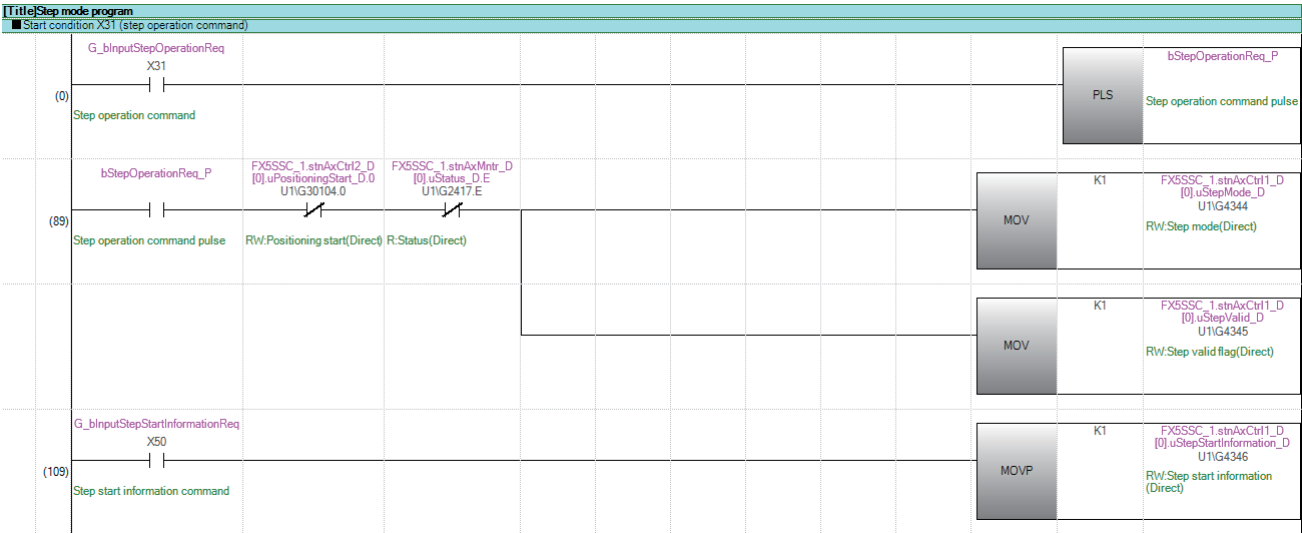 [Title]Step mode program
■Start condition X31 (step operation command)
G_bInputStepOperationReq
X31
(0)
Step operation command
PLS
bStepOperationReq_P
Step operation command pulse
bStepOperationReq_P
FX5SSC_1.stnAxCtrl2_D
[0].uPositioningStart_D.0
U1\G30104.0
FX5SSC_1.stnAxMntr_D
[0].uStatus_D.E
U1\G2417.E
(89)
Step operation command pulse
RW:Positioning start(Direct)
R:Status(Direct)
MOV
K1
FX5SSC_1.stnAxCtrl1_D
[0].uStepMode_D
U1\G4344
RW:Step mode(Direct)
MOV
K1
FX5SSC_1.stnAxCtrl1_D
[0].uStepValid_D
U1\G4345
RW:Step valid flag(Direct)
G_bInputStepStartInformationReq
X50
(109)
Step start information command
MOVP
K1
FX5SSC_1.stnAxCtrl1_D
[0].uStepStartInformation_D
U1\G4346
RW:Step start information
(Direct)